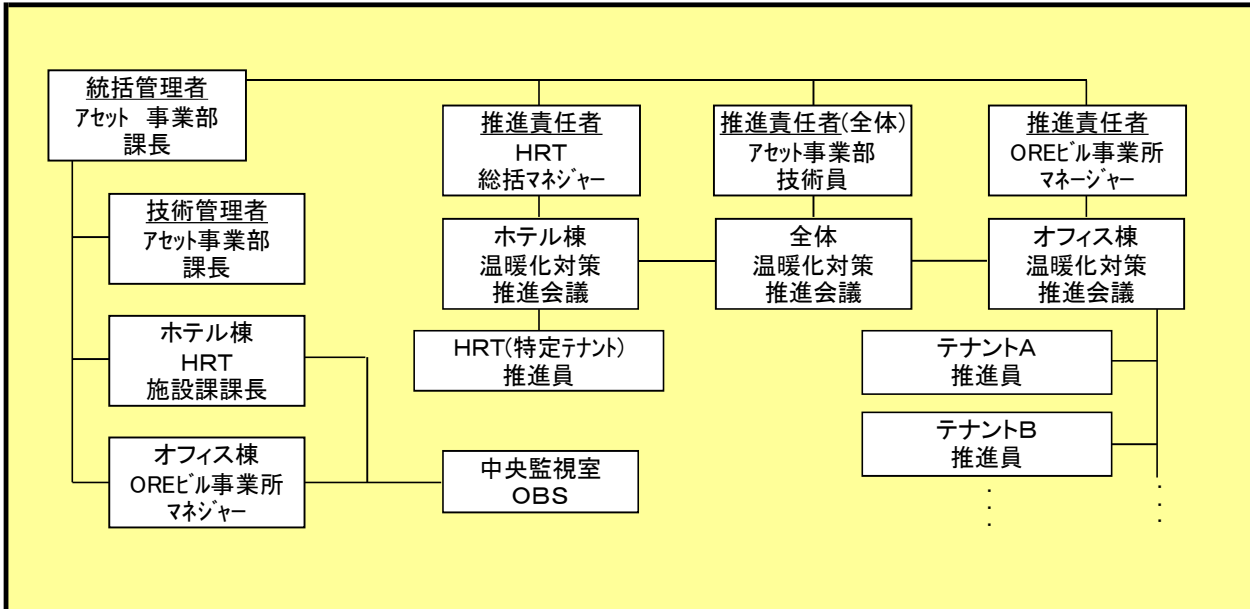 統括管理者
アセット 事業部
課長
推進責任者
HRT
総括マネジャー
推進責任者(全体)
アセット事業部
技術員
推進責任者
OREビル事業所
マネージャー
技術管理者
アセット事業部
課長
ホテル棟
温暖化対策
推進会議
全体
温暖化対策
推進会議
オフィス棟
温暖化対策
推進会議
ホテル棟
HRT
施設課課長
HRT(特定テナント)
推進員
テナントA
推進員
テナントB
推進員
オフィス棟
OREビル事業所
マネジャー
中央監視室
OBS